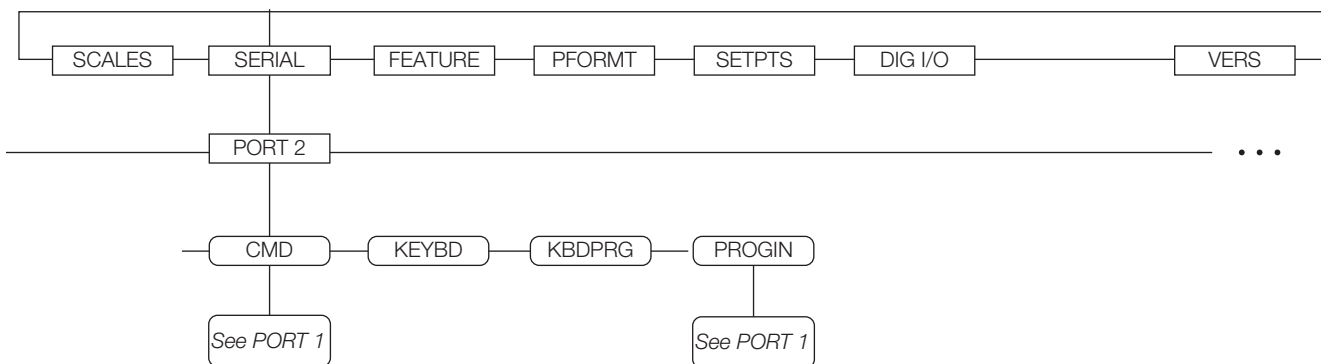 SCALES SERIAL FEATURE PFORMT SETPTS DIG I/O VERS
PORT 2 • • •
CMD KEYBD KBDPRG PROGIN
See PORT 1 See PORT 1